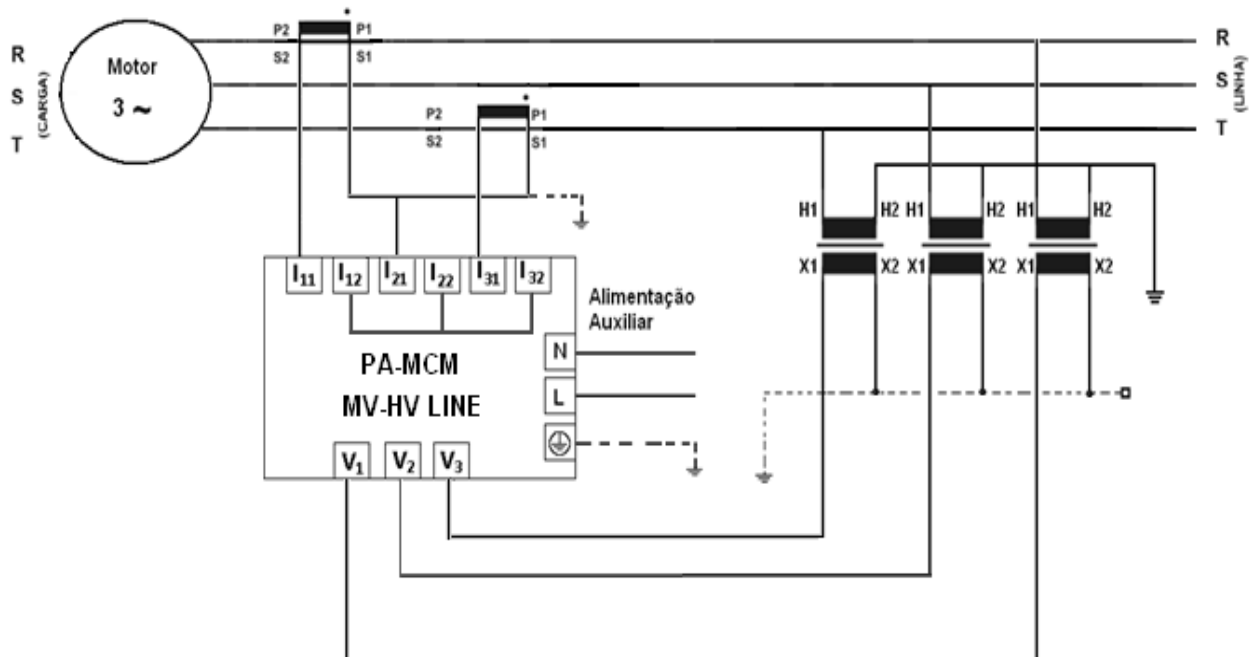 P2
P1
S2
S1
R
S
T
(CARGA)
Motor
3 ~
P2
P1
S2
S1
R
S
T
(LINHA)
H1
H2
H1
H2
H1
H2
X1
X2
X1
X2
X1
X2
I11
I12
I21
I22
I31
I32
Alimentação
Auxiliar
PA-MCM
MV-HV LINE
N
L
V1
V2
V3